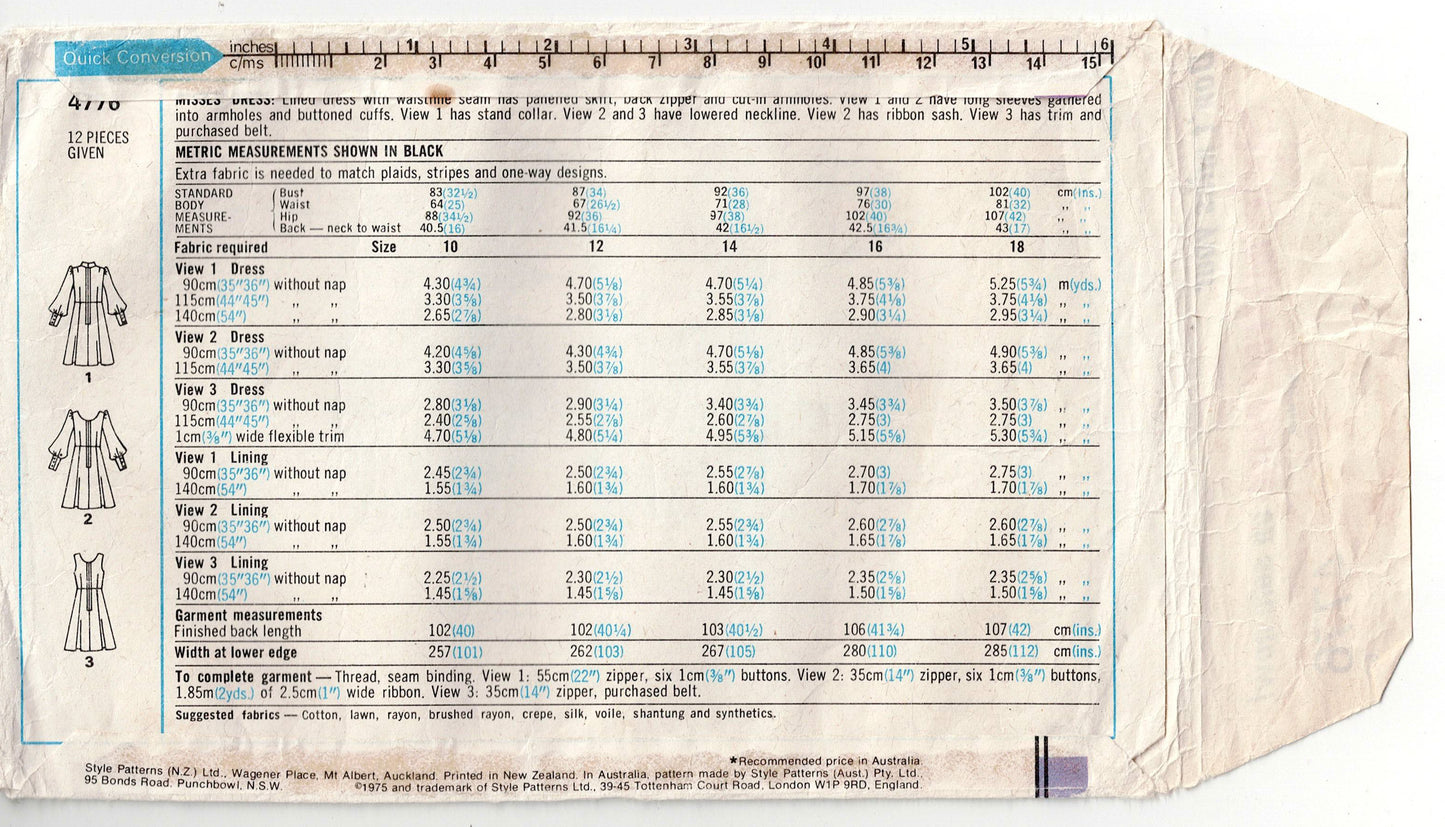 Quick Conversion
inches 1 2 3 4 5 6
c/ms 2 3 4 5 6 7 8 9 10 11 12 13 14 15
4776
12 PIECES
GIVEN
MISSES' DRESS: Lined dress with waistline seam has panelled skirt, back zipper and cut-in armholes. View 1 and 2 have long sleeves gathered
into armholes and buttoned cuffs. View 1 has stand collar. View 2 and 3 have lowered neckline. View 2 has ribbon sash. View 3 has trim and
purchased belt.
METRIC MEASUREMENTS SHOWN IN BLACK
Extra fabric is needed to match plaids, stripes and one-way designs.
STANDARD Bust 83(32½) 87(34) 92(36) 97(38) 102(40) cm(ins.)
BODY Waist 64(25) 67(26½) 71(28) 76(30) 81(32) ,, ,,
MEASURE- Hip 88(34½) 92(36) 97(38) 102(40) 107(42) ,, ,,
MENTS Back — neck to waist 40.5(16) 41.5(16¼) 42(16½) 42.5(16¾) 43(17) ,, ,,
Fabric required Size 10 12 14 16 18
View 1 Dress
90cm(35"36") without nap 4.30(4¾) 4.70(5⅛) 4.70(5¼) 4.85(5⅜) 5.25(5¾) m(yds.)
115cm(44"45") ,, ,, 3.30(3⅝) 3.50(3⅞) 3.55(3⅞) 3.75(4⅛) 3.75(4⅛) ,, ,,
140cm(54") ,, ,, 2.65(2⅞) 2.80(3⅛) 2.85(3⅛) 2.90(3¼) 2.95(3¼) ,, ,,
View 2 Dress
90cm(35"36") without nap 4.20(4⅝) 4.30(4¾) 4.70(5⅛) 4.85(5⅜) 4.90(5⅜) ,, ,,
115cm(44"45") ,, ,, 3.30(3⅝) 3.50(3⅞) 3.55(3⅞) 3.65(4) 3.65(4) ,, ,,
View 3 Dress
90cm(35"36") without nap 2.80(3⅛) 2.90(3¼) 3.40(3¾) 3.45(3¾) 3.50(3⅞) ,, ,,
115cm(44"45") ,, ,, 2.40(2⅝) 2.55(2⅞) 2.60(2⅞) 2.75(3) 2.75(3) ,, ,,
1cm(⅜") wide flexible trim 4.70(5⅛) 4.80(5¼) 4.95(5⅜) 5.15(5⅝) 5.30(5¾) ,, ,,
View 1 Lining
90cm(35"36") without nap 2.45(2¾) 2.50(2¾) 2.55(2⅞) 2.70(3) 2.75(3) ,, ,,
140cm(54") ,, ,, 1.55(1¾) 1.60(1¾) 1.60(1¾) 1.70(1⅞) 1.70(1⅞) ,, ,,
View 2 Lining
90cm(35"36") without nap 2.50(2¾) 2.50(2¾) 2.55(2¾) 2.60(2⅞) 2.60(2⅞) ,, ,,
140cm(54") ,, ,, 1.55(1¾) 1.60(1¾) 1.60(1¾) 1.65(1⅞) 1.65(1⅞) ,, ,,
View 3 Lining
90cm(35"36") without nap 2.25(2½) 2.30(2½) 2.30(2½) 2.35(2⅝) 2.35(2⅝) ,, ,,
140cm(54") ,, ,, 1.45(1⅝) 1.45(1⅝) 1.45(1⅝) 1.50(1⅝) 1.50(1⅝) ,, ,,
Garment measurements
Finished back length 102(40) 102(40¼) 103(40½) 106(41¾) 107(42) cm(ins.)
Width at lower edge 257(101) 262(103) 267(105) 280(110) 285(112) cm(ins.)
To complete garment — Thread, seam binding. View 1: 55cm(22") zipper, six 1cm(⅜") buttons. View 2: 35cm(14") zipper, six 1cm(⅜") buttons,
1.85m(2yds.) of 2.5cm(1") wide ribbon. View 3: 35cm(14") zipper, purchased belt.
Suggested fabrics — Cotton, lawn, rayon, brushed rayon, crepe, silk, voile, shantung and synthetics.
1
2
3
★Recommended price in Australia.
Style Patterns (N.Z.) Ltd., Wagener Place, Mt Albert, Auckland. Printed in New Zealand. In Australia, pattern made by Style Patterns (Aust.) Pty. Ltd.,
95 Bonds Road, Punchbowl, N.S.W. ©1975 and trademark of Style Patterns Ltd., 39-45 Tottenham Court Road, London W1P 9RD, England.